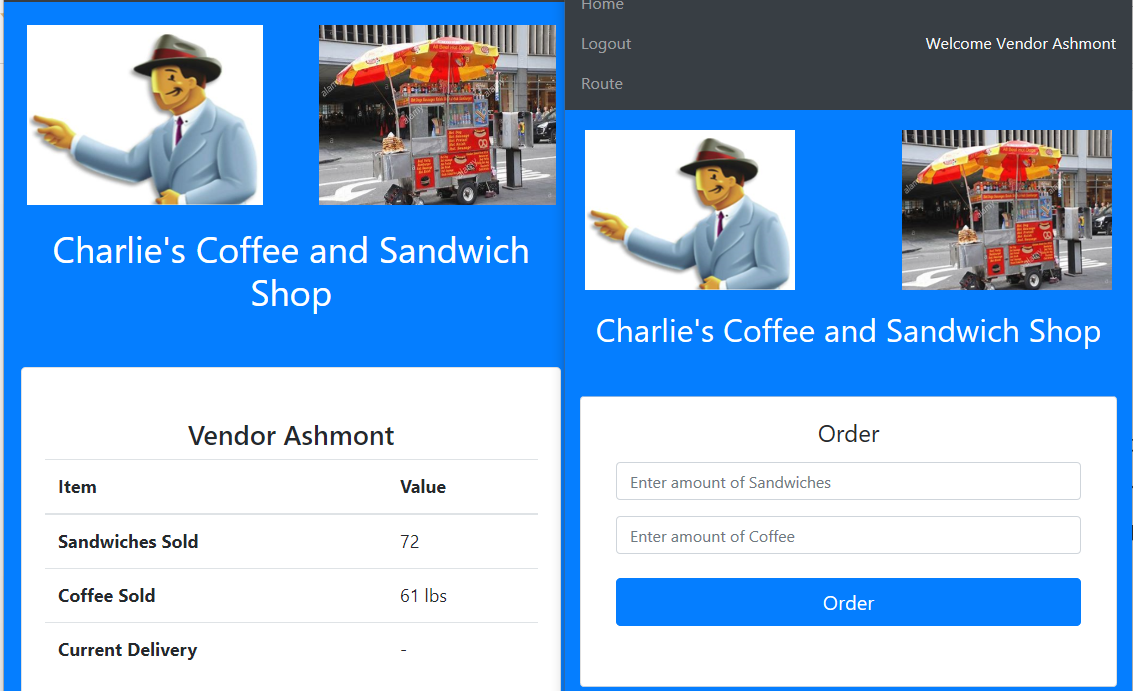 Charlie's Coffee and Sandwich
Shop
Vendor Ashmont
Item Value
Sandwiches Sold 72
Coffee Sold 61 lbs
Current Delivery -
Home
Logout
Welcome Vendor Ashmont
Route
Charlie's Coffee and Sandwich Shop
Order
Enter amount of Sandwiches
Enter amount of Coffee
Order